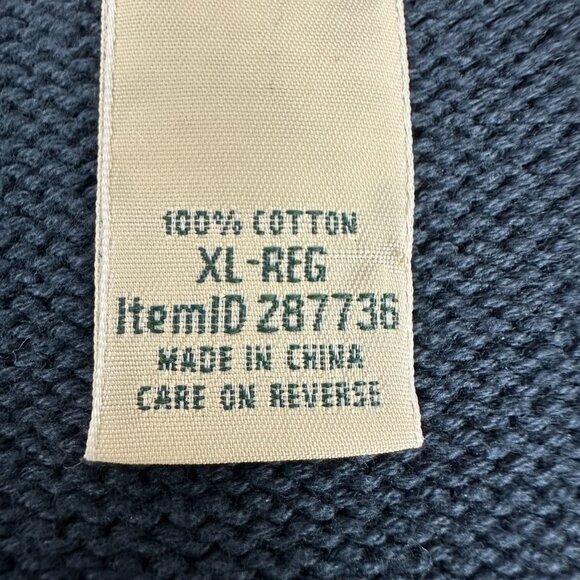 100% COTTON
XL-REG
ItemID 287736
MADE IN CHINA
CARE ON REVERSE